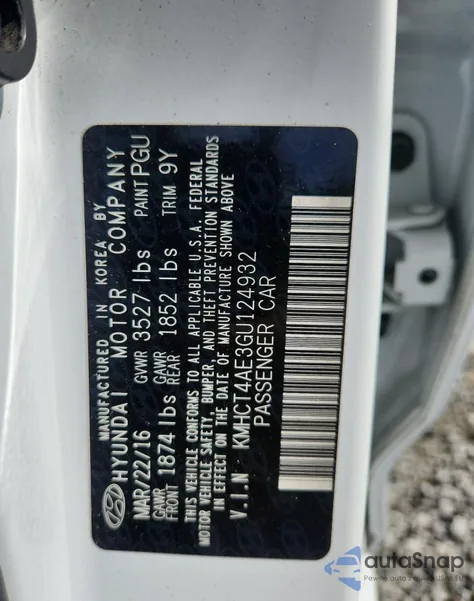 MANUFACTURED IN KOREA BY
HYUNDAI MOTOR COMPANY
MAR/22/16 GVWR 3527 lbs PAINT PGU
GAWR FRONT 1874 lbs GAWR REAR 1852 lbs TRIM 9Y
THIS VEHICLE CONFORMS TO ALL APPLICABLE U.S.A. FEDERAL
MOTOR VEHICLE SAFETY, BUMPER, AND THEFT PREVENTION STANDARDS
IN EFFECT ON THE DATE OF MANUFACTURE SHOWN ABOVE
V.I.N KMHCT4AE3GU124932
PASSENGER CAR
autoSnap